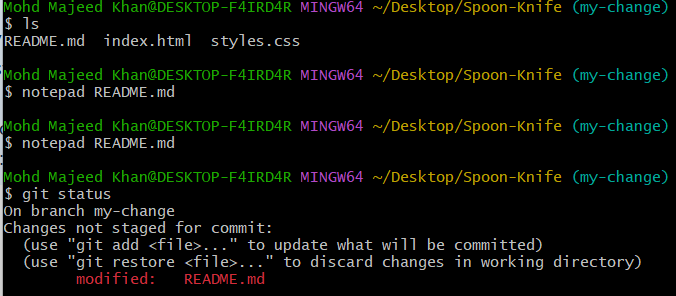 Mohd Majeed Khan@DESKTOP-F4IRD4R MINGW64 ~/Desktop/Spoon-Knife (my-change)
$ ls
README.md  index.html  styles.css
Mohd Majeed Khan@DESKTOP-F4IRD4R MINGW64 ~/Desktop/Spoon-Knife (my-change)
$ notepad README.md
Mohd Majeed Khan@DESKTOP-F4IRD4R MINGW64 ~/Desktop/Spoon-Knife (my-change)
$ notepad README.md
Mohd Majeed Khan@DESKTOP-F4IRD4R MINGW64 ~/Desktop/Spoon-Knife (my-change)
$ git status
On branch my-change
Changes not staged for commit:
  (use "git add <file>..." to update what will be committed)
  (use "git restore <file>..." to discard changes in working directory)
        modified:   README.md